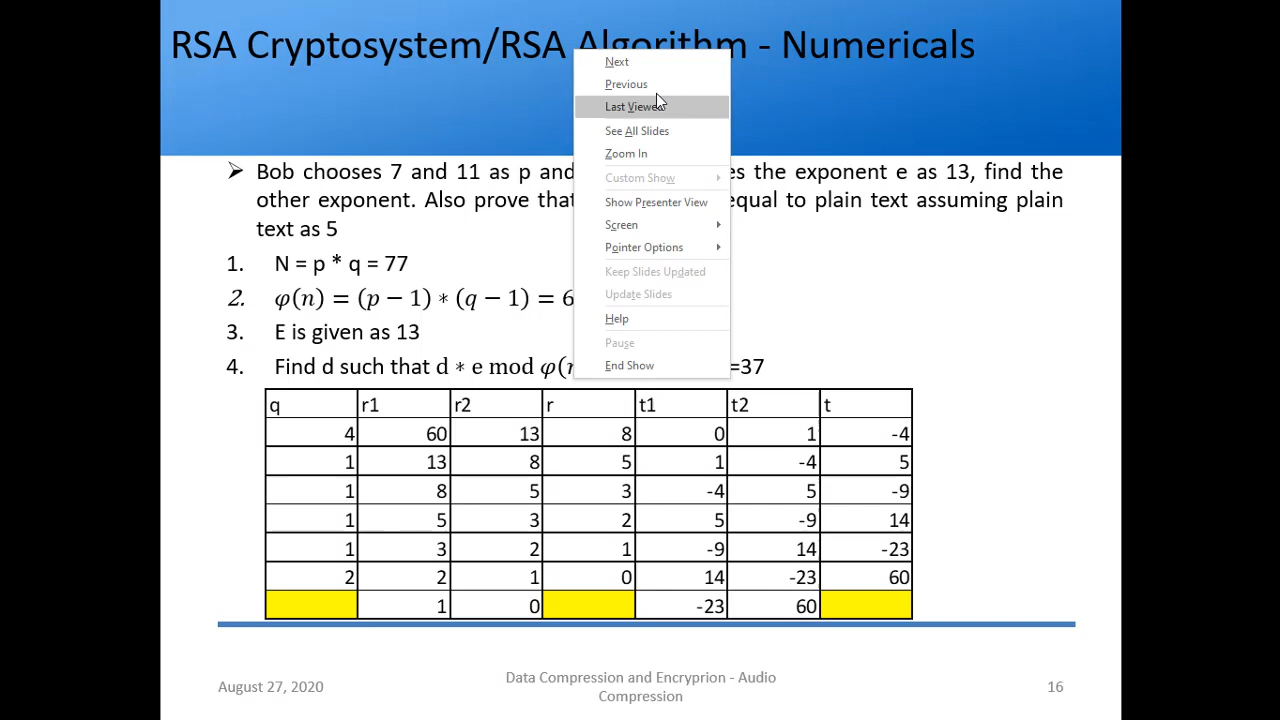 RSA Cryptosystem/RSA Algorithm - Numericals
Next
Previous
Last Viewed
See All Slides
Zoom In
Custom Show
Show Presenter View
Screen
Pointer Options
Keep Slides Updated
Update Slides
Help
Pause
End Show
➢ Bob chooses 7 and 11 as p and es the exponent e as 13, find the
other exponent. Also prove that equal to plain text assuming plain
text as 5
1. N = p * q = 77
2. φ(n) = (p − 1) ∗ (q − 1) = 6
3. E is given as 13
4. Find d such that d ∗ e mod φ(n =37
q r1 r2 r t1 t2 t
4 60 13 8 0 1 -4
1 13 8 5 1 -4 5
1 8 5 3 -4 5 -9
1 5 3 2 5 -9 14
1 3 2 1 -9 14 -23
2 2 1 0 14 -23 60
1 0 -23 60
August 27, 2020
Data Compression and Encryprion - Audio
Compression
16